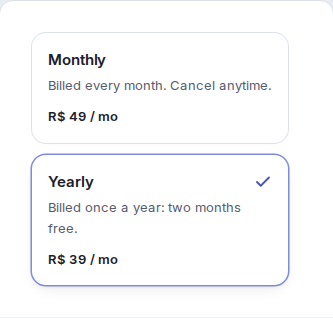 Monthly
Billed every month. Cancel anytime.
R$ 49 / mo
Yearly
Billed once a year: two months
free.
R$ 39 / mo